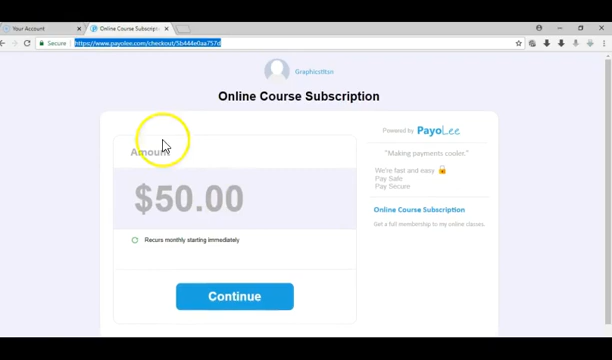 Your Account
Online Course Subscrip
Secure
https://www.payolee.com/checkout/5b444e0aa757d
Online Course Subscription
Amount
$50.00
Recurs monthly starting immediately
Continue
Powered by PayoLee
"Making payments cooler."
We're fast and easy
Pay Safe
Pay Secure
Online Course Subscription
Get a full membership to my online classes.